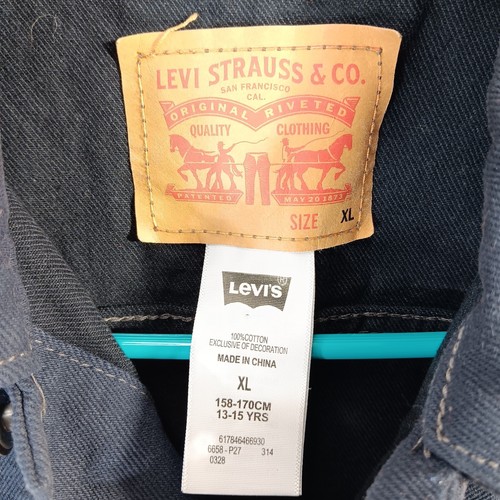 LEVI STRAUSS & CO.
SAN FRANCISCO
CAL.
ORIGINAL RIVETED
QUALITY CLOTHING
PATENTED MAY 20 1873
SIZE XL
LEVI'S
100%COTTON
EXCLUSIVE OF DECORATION
MADE IN CHINA
XL
158-170CM
13-15 YRS
617846466930
6658-P27 314
0328